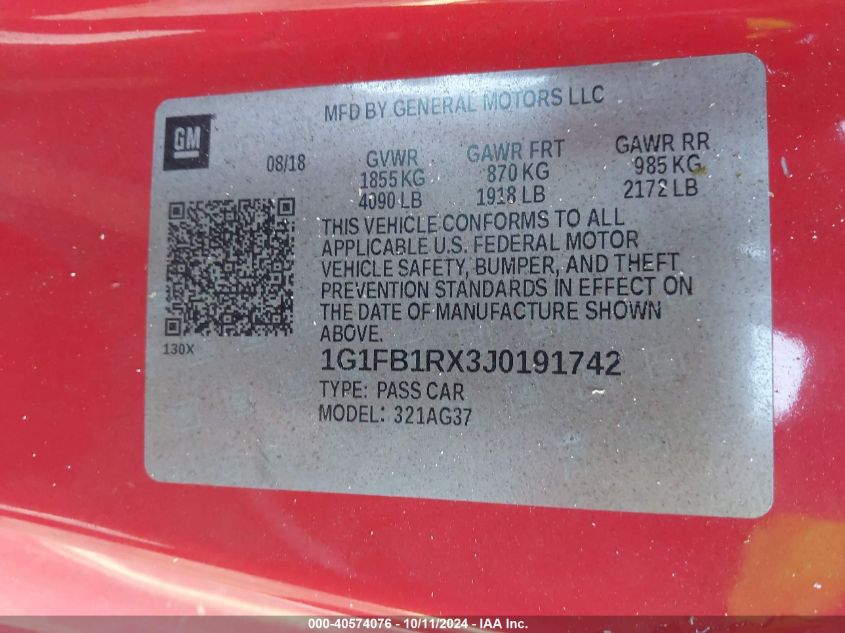 MFD BY GENERAL MOTORS LLC
GM
08/18
GVWR
1855 KG
4090 LB
GAWR FRT
870 KG
1918 LB
GAWR RR
985 KG
2172 LB
THIS VEHICLE CONFORMS TO ALL
APPLICABLE U.S. FEDERAL MOTOR
VEHICLE SAFETY, BUMPER, AND THEFT
PREVENTION STANDARDS IN EFFECT ON
THE DATE OF MANUFACTURE SHOWN
ABOVE.
130X
1G1FB1RX3J0191742
TYPE: PASS CAR
MODEL: 321AG37
000-40574076 - 10/11/2024 - IAA Inc.